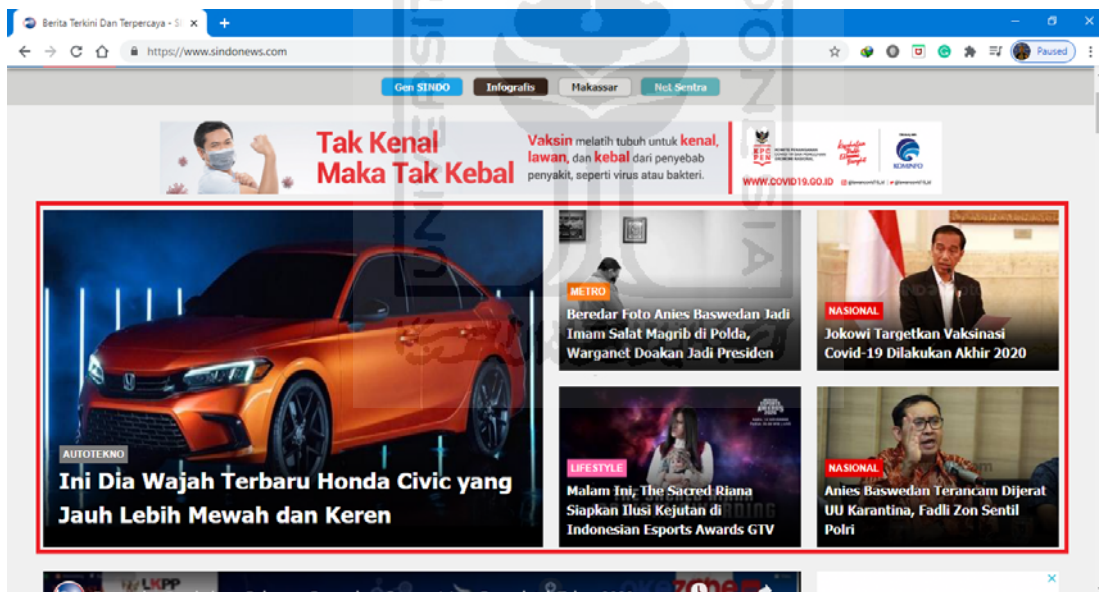 Berita Terkini Dan Terpercaya - Si
https://www.sindonews.com
Paused
Gen SINDO
Infografis
Makassar
Net Sentra
Tak Kenal
Maka Tak Kebal
Vaksin melatih tubuh untuk kenal,
lawan, dan kebal dari penyebab
penyakit, seperti virus atau bakteri.
KOMINFO
WWW.COVID19.GO.ID
AUTOTEKNO
Ini Dia Wajah Terbaru Honda Civic yang
Jauh Lebih Mewah dan Keren
METRO
Beredar Foto Anies Baswedan Jadi
Imam Salat Magrib di Polda,
Warganet Doakan Jadi Presiden
NASIONAL
Jokowi Targetkan Vaksinasi
Covid-19 Dilakukan Akhir 2020
LIFESTYLE
Malam Ini, The Sacred Riana
Siapkan Ilusi Kejutan di
Indonesian Esports Awards GTV
NASIONAL
Anies Baswedan Terancam Dijerat
UU Karantina, Fadli Zon Sentil
Polri
LKPP
okezone